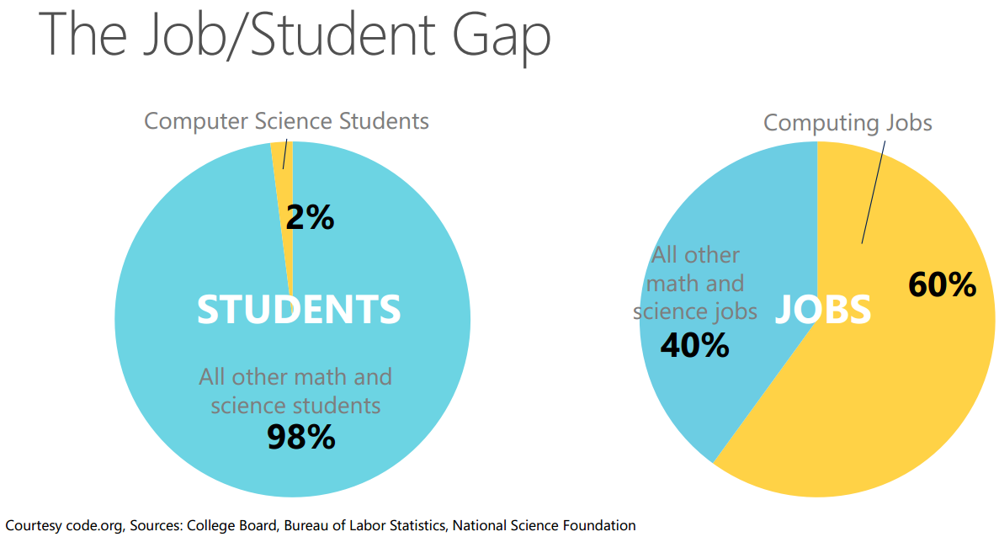 The Job/Student Gap
Computer Science Students
2%
STUDENTS
All other math and
science students
98%
Computing Jobs
All other
math and
science jobs
40%
JOBS
60%
Courtesy code.org, Sources: College Board, Bureau of Labor Statistics, National Science Foundation